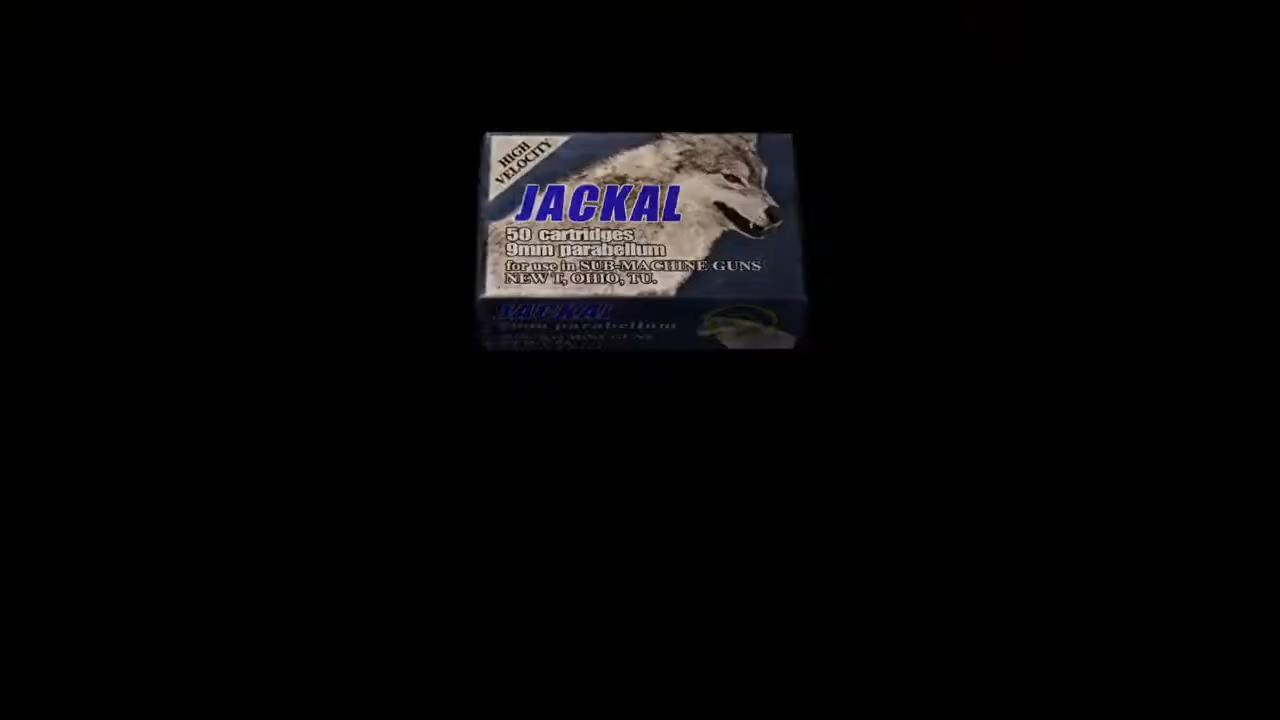 HIGH
VELOCITY
JACKAL
50 cartridges
9mm parabellum
for use in SUB-MACHINE GUNS
NEW T, OHIO, TU.
JACKAL
9mm parabellum